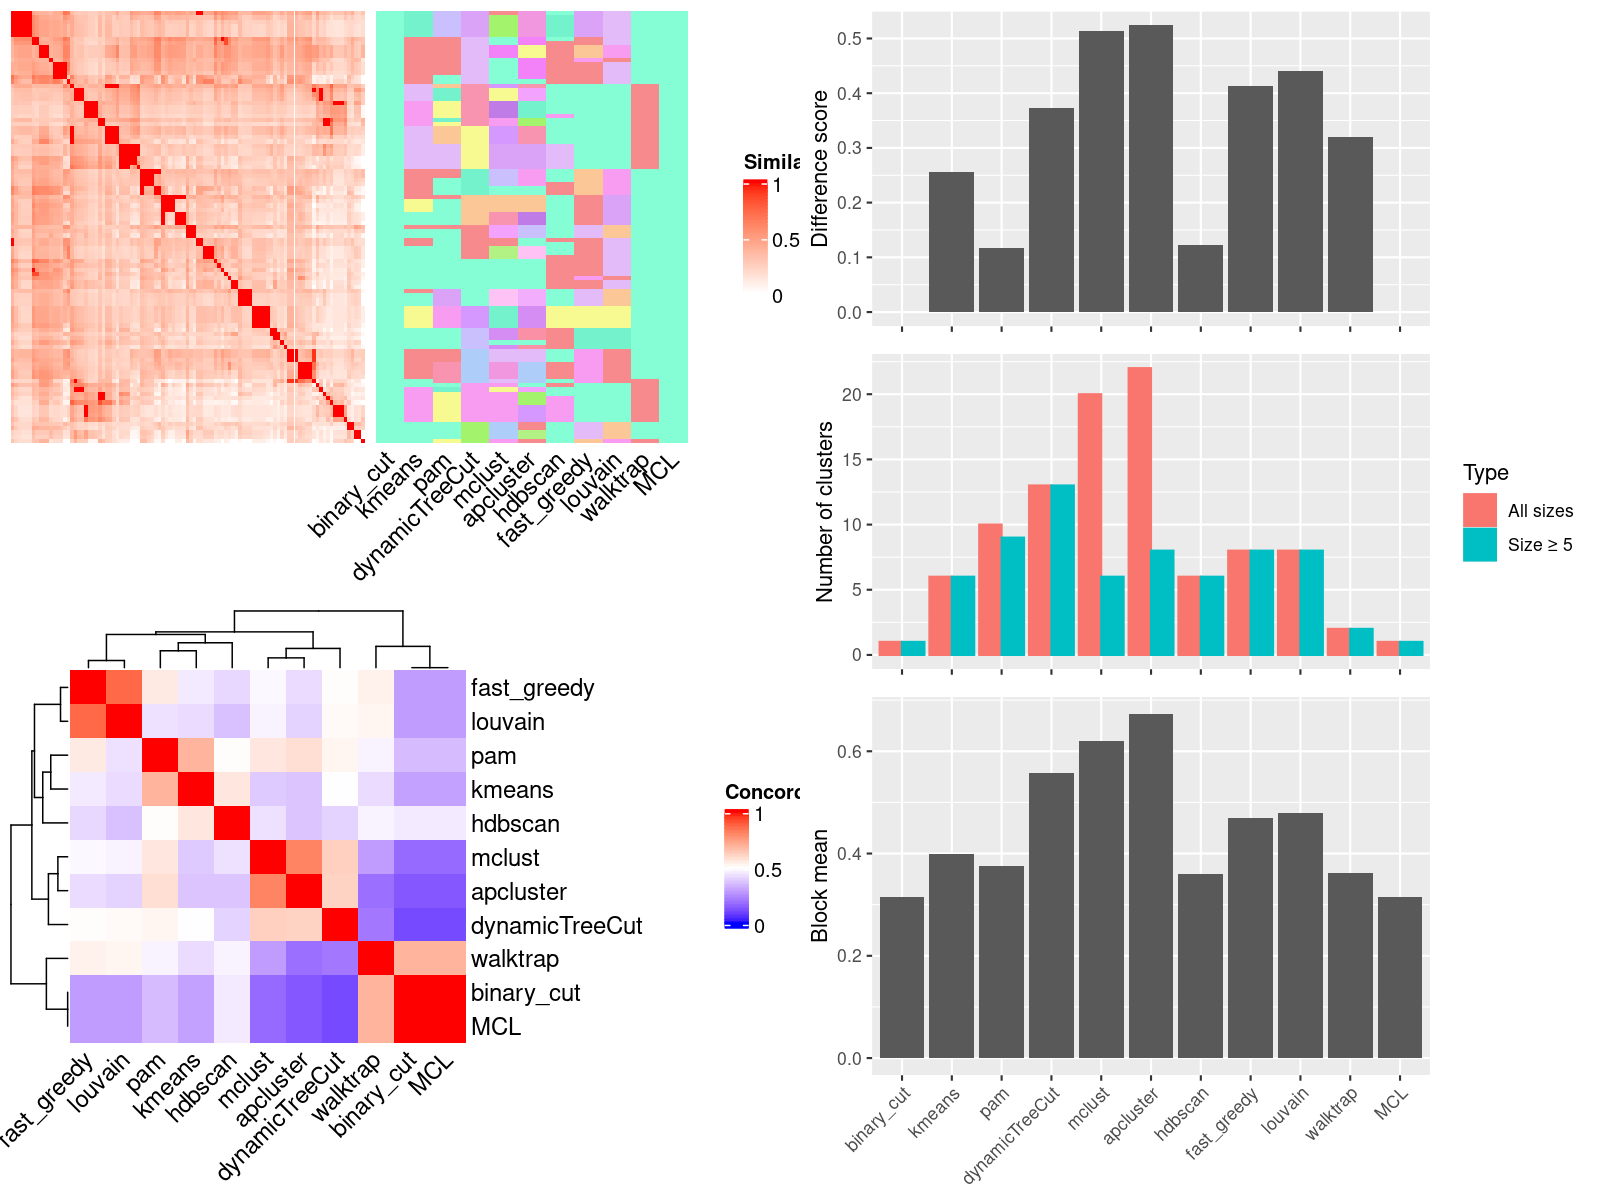 Simila
1
0.5
0
binary_cut
kmeans
pam
dynamicTreeCut
mclust
apcluster
hdbscan
fast_greedy
louvain
walktrap
MCL
fast_greedy
louvain
pam
kmeans
hdbscan
mclust
apcluster
dynamicTreeCut
walktrap
binary_cut
MCL
Concord
1
0.5
0
fast_greedy
louvain
pam
kmeans
hdbscan
mclust
apcluster
dynamicTreeCut
walktrap
binary_cut
MCL
Difference score
0.5
0.4
0.3
0.2
0.1
0.0
Number of clusters
20
15
10
5
0
Type
All sizes
Size ≥ 5
Block mean
0.6
0.4
0.2
0.0
binary_cut
kmeans
pam
dynamicTreeCut
mclust
apcluster
hdbscan
fast_greedy
louvain
walktrap
MCL